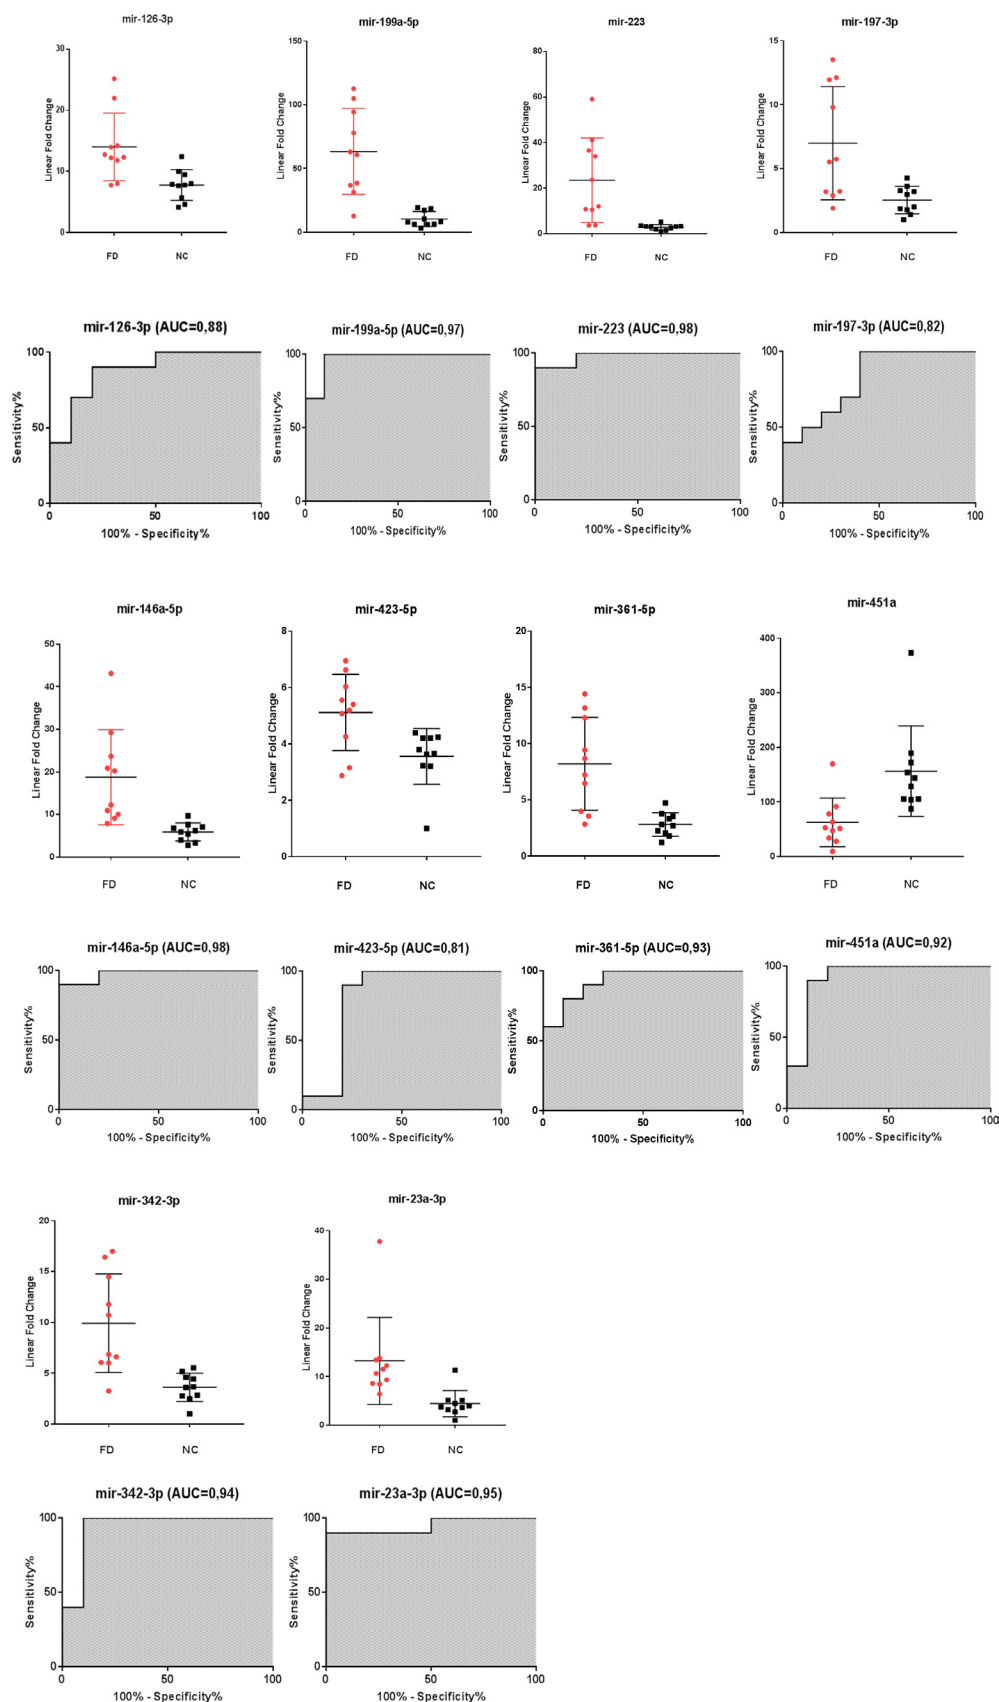 mir-126-3p
Linear Fold Change
30
20
10
0
FD NC
mir-199a-5p
Linear Fold Change
150
100
50
0
FD NC
mir-223
Linear Fold Change
80
60
40
20
0
FD NC
mir-197-3p
Linear Fold Change
15
10
5
0
FD NC
mir-126-3p (AUC=0,88)
Sensitivity%
100
50
0
0 50 100
100% - Specificity%
mir-199a-5p (AUC=0,97)
Sensitivity%
100
50
0
0 50 100
100% - Specificity%
mir-223 (AUC=0,98)
Sensitivity%
100
50
0
0 50 100
100% - Specificity%
mir-197-3p (AUC=0,82)
Sensitivity%
100
50
0
0 50 100
100% - Specificity%
mir-146a-5p
Linear Fold Change
50
40
30
20
10
0
FD NC
mir-423-5p
Linear Fold Change
8
6
4
2
0
FD NC
mir-361-5p
Linear Fold Change
20
15
10
5
0
FD NC
mir-451a
Linear Fold Change
400
300
200
100
0
FD NC
mir-146a-5p (AUC=0,98)
Sensitivity%
100
50
0
0 50 100
100% - Specificity%
mir-423-5p (AUC=0,81)
Sensitivity%
100
50
0
0 50 100
100% - Specificity%
mir-361-5p (AUC=0,93)
Sensitivity%
100
50
0
0 50 100
100% - Specificity%
mir-451a (AUC=0,92)
Sensitivity%
100
50
0
0 50 100
100% - Specificity%
mir-342-3p
Linear Fold Change
20
15
10
5
0
FD NC
mir-23a-3p
Linear Fold Change
40
30
20
10
0
FD NC
mir-342-3p (AUC=0,94)
Sensitivity%
100
50
0
0 50 100
100% - Specificity%
mir-23a-3p (AUC=0,95)
Sensitivity%
100
50
0
0 50 100
100% - Specificity%